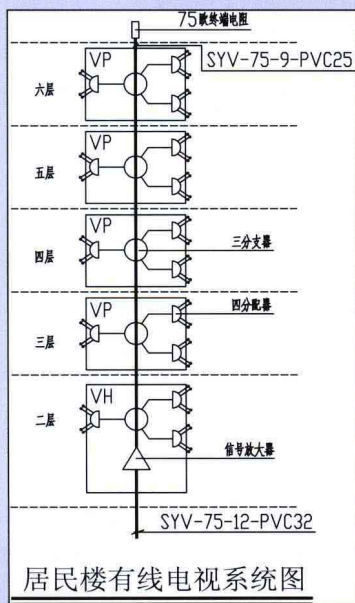 75欧终端电阻
SYV-75-9-PVC25
VP
六层
VP
五层
VP
四层
三分支器
VP
四分配器
三层
VH
二层
信号放大器
SYV-75-12-PVC32
居民楼有线电视系统图